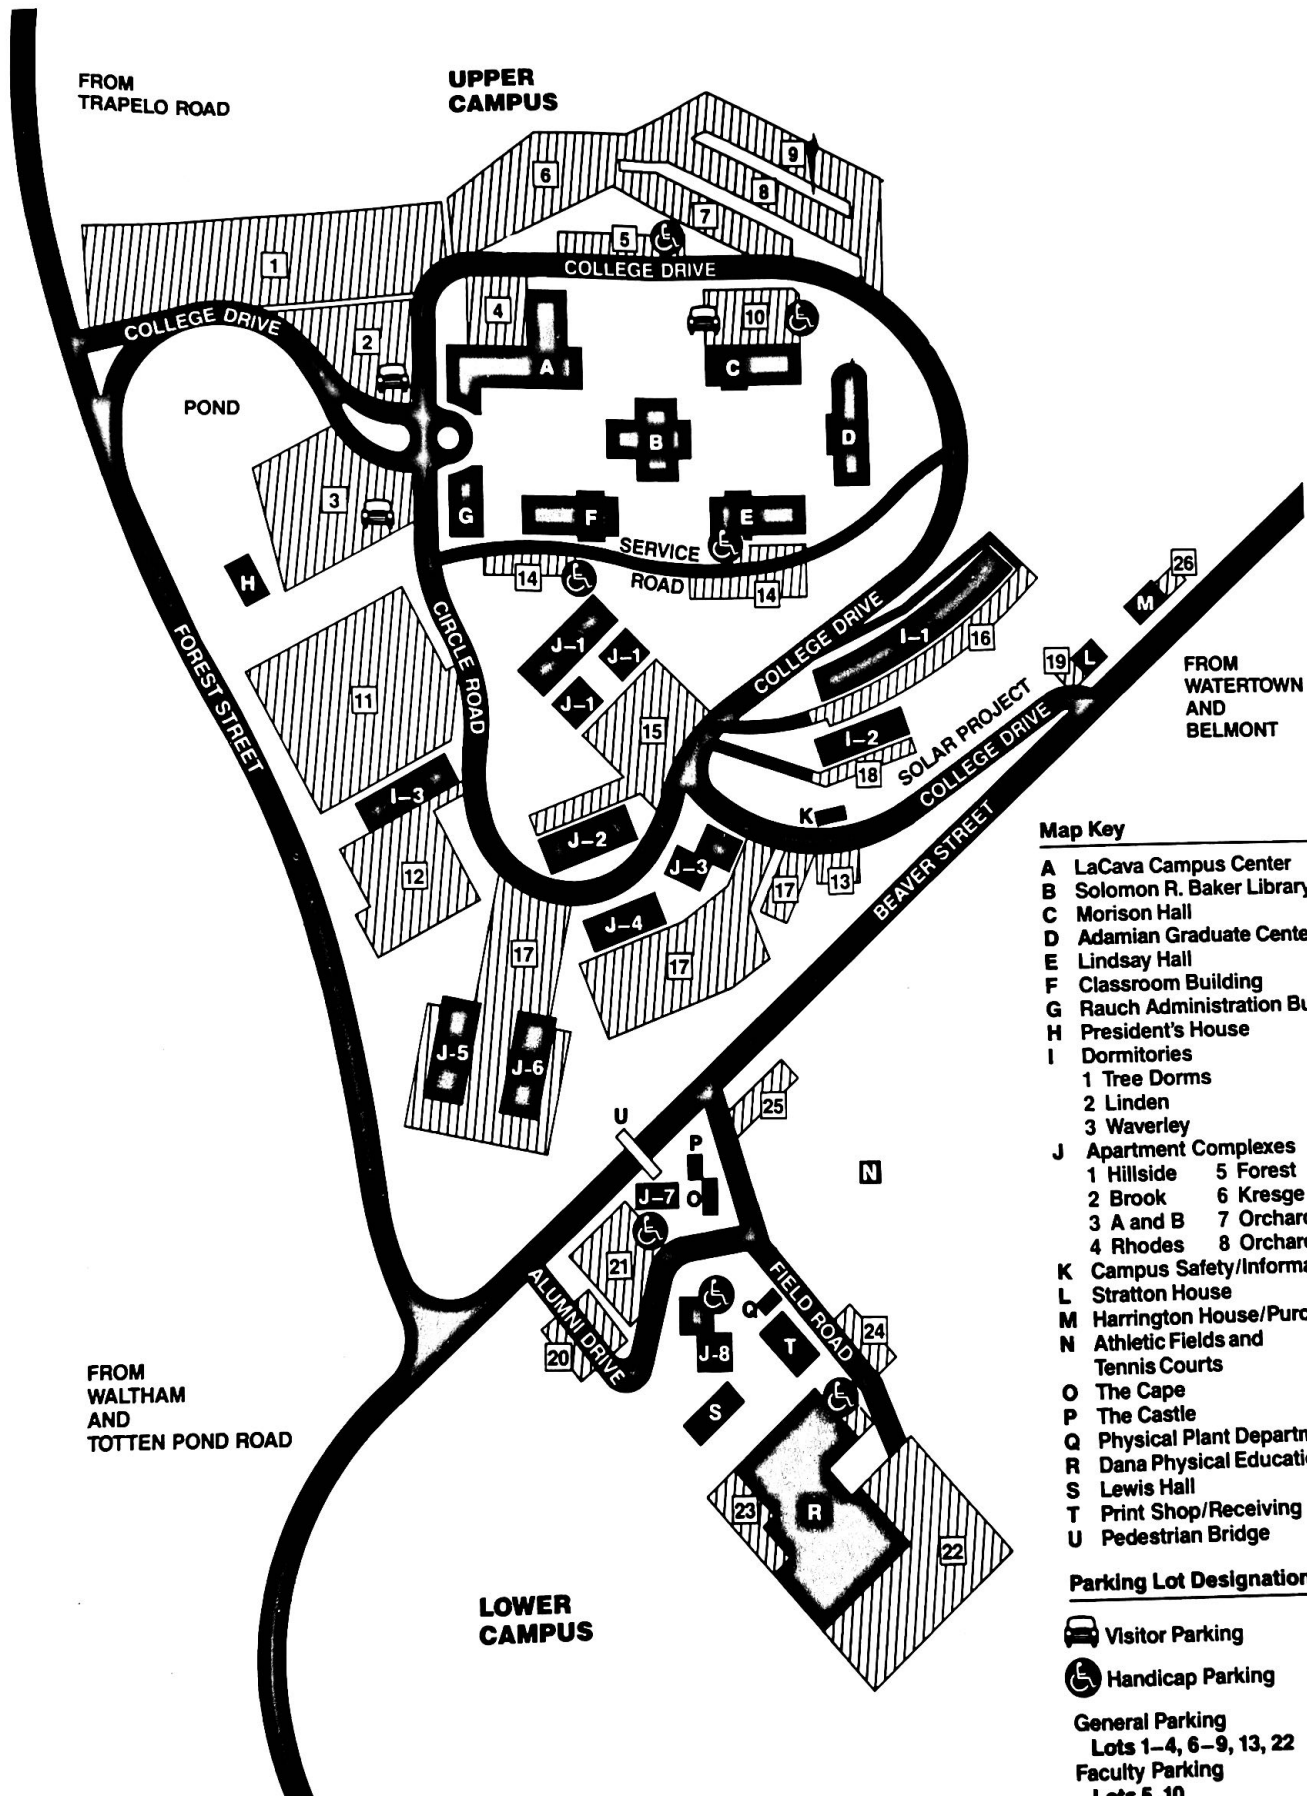 FROM
TRAPELO ROAD
UPPER
CAMPUS
9
6
8
7
5
1
COLLEGE DRIVE
4
10
COLLEGE DRIVE
2
A
C
POND
B
D
3
G
F
E
SERVICE
ROAD
14
14
H
26
M
CIRCLE ROAD
J-1
J-1
J-1
COLLEGE DRIVE
I-1
16
19
L
FROM
WATERTOWN
AND
BELMONT
FOREST STREET
11
15
I-2
18
SOLAR PROJECT
COLLEGE DRIVE
I-3
K
J-2
J-3
12
17
13
BEAVER STREET
J-4
17
17
J-5
J-6
25
U
P
N
J-7
O
21
ALUMNI DRIVE
FIELD ROAD
Q
24
T
20
J-8
S
FROM
WALTHAM
AND
TOTTEN POND ROAD
23
R
22
LOWER
CAMPUS
Map Key
A LaCava Campus Center
B Solomon R. Baker Library
C Morison Hall
D Adamian Graduate Cente
E Lindsay Hall
F Classroom Building
G Rauch Administration Bu
H President's House
I Dormitories
1 Tree Dorms
2 Linden
3 Waverley
J Apartment Complexes
1 Hillside 5 Forest
2 Brook 6 Kresge
3 A and B 7 Orchar
4 Rhodes 8 Orchar
K Campus Safety/Informa
L Stratton House
M Harrington House/Purc
N Athletic Fields and
Tennis Courts
O The Cape
P The Castle
Q Physical Plant Departm
R Dana Physical Educati
S Lewis Hall
T Print Shop/Receiving
U Pedestrian Bridge
Parking Lot Designation
Visitor Parking
Handicap Parking
General Parking
Lots 1–4, 6–9, 13, 22
Faculty Parking
Lots 5, 10